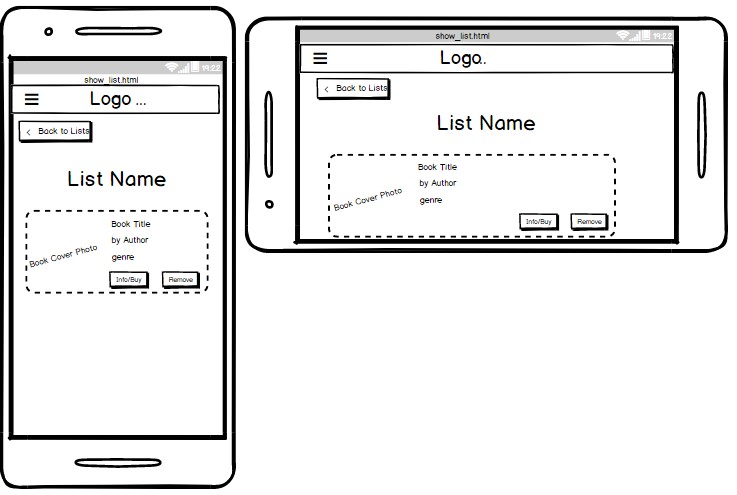 19:22
show_list.html
Logo ...
Back to Lists
List Name
Book Title
by Author
Book Cover Photo
genre
Info/Buy Remove
show_list.html 19:22
Logo..
Back to Lists
List Name
Book Title
by Author
Book Cover Photo
genre
Info/Buy Remove